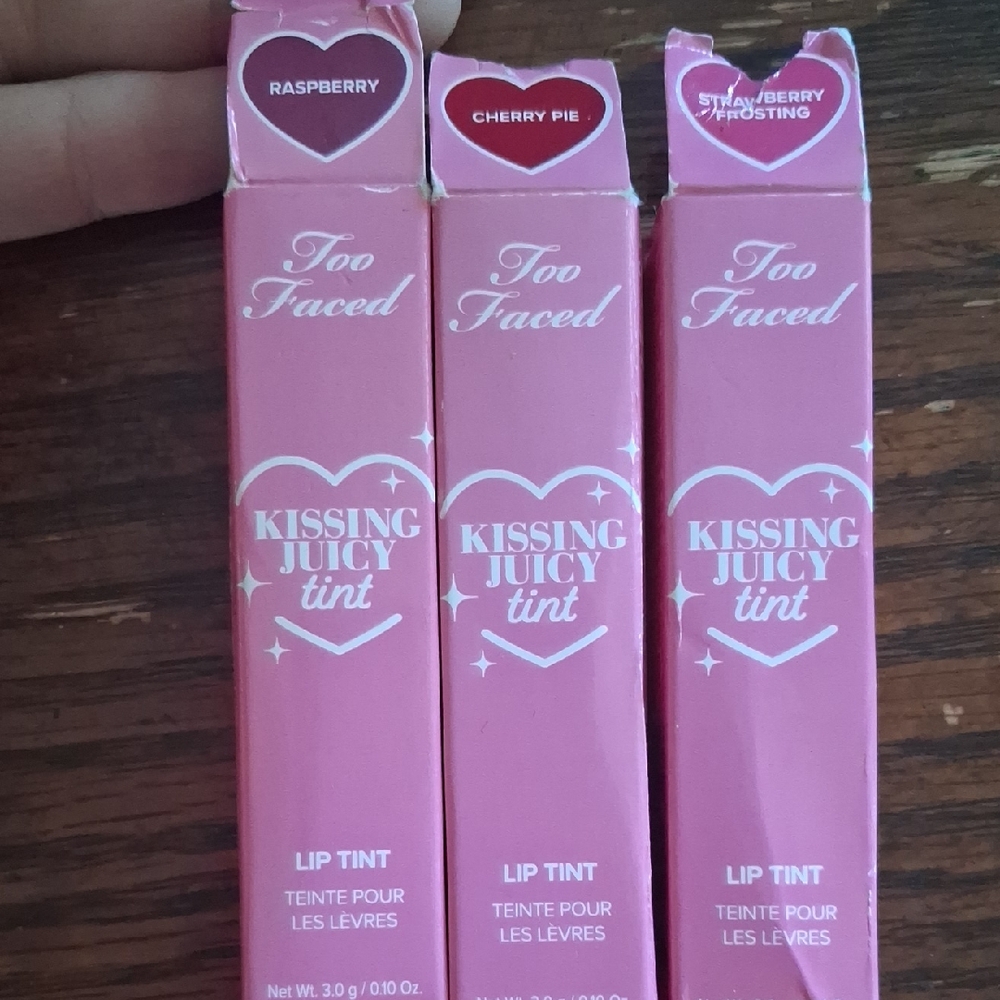 RASPBERRY
Too
Faced
KISSING
JUICY
tint
LIP TINT
TEINTE POUR
LES LÈVRES
Net Wt. 3.0 g / 0.10 Oz.
CHERRY PIE
Too
Faced
KISSING
JUICY
tint
LIP TINT
TEINTE POUR
LES LÈVRES
STRAWBERRY
FROSTING
Too
Faced
KISSING
JUICY
tint
LIP TINT
TEINTE POUR
LES LÈVRES